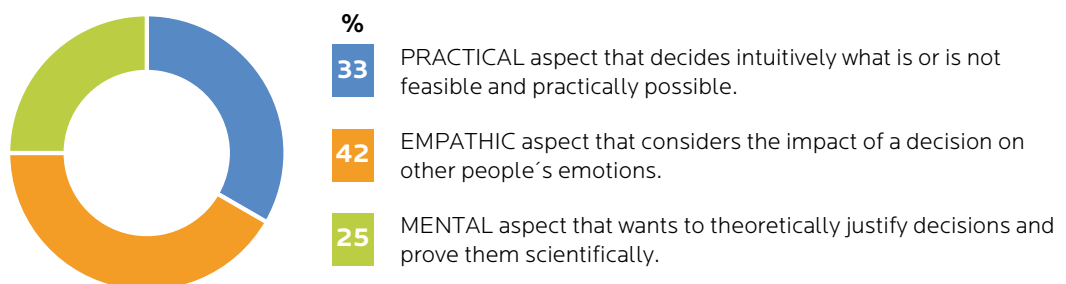 %
33
PRACTICAL aspect that decides intuitively what is or is not
feasible and practically possible.
42
EMPATHIC aspect that considers the impact of a decision on
other people´s emotions.
25
MENTAL aspect that wants to theoretically justify decisions and
prove them scientifically.